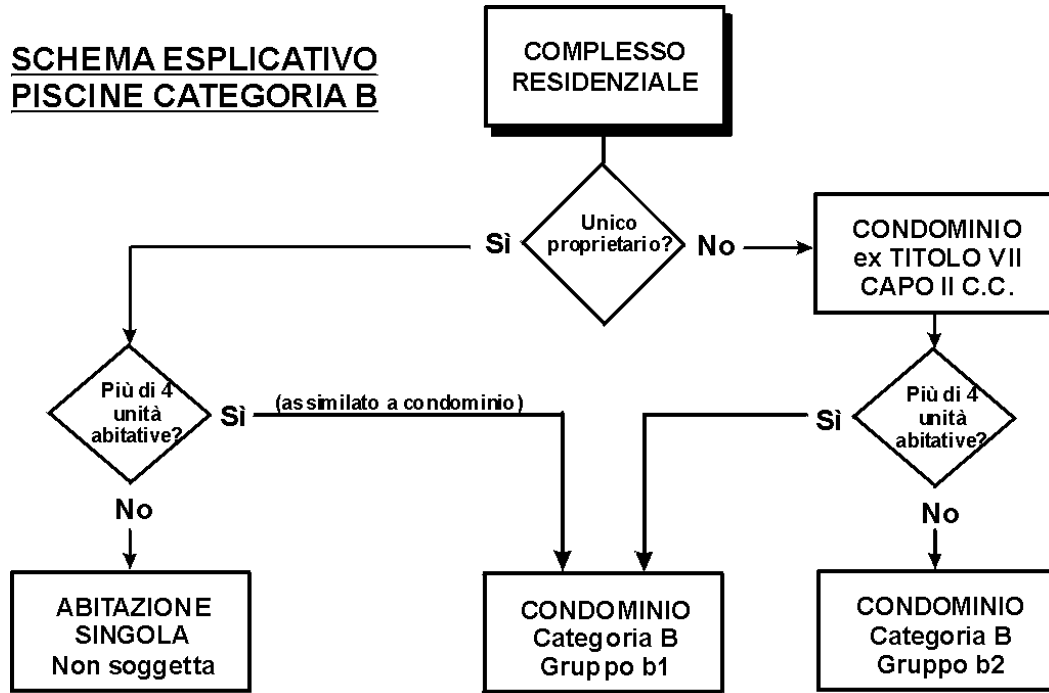 SCHEMA ESPLICATIVO
PISCINE CATEGORIA B
COMPLESSO
RESIDENZIALE
Unico
proprietario?
Sì
No
CONDOMINIO
ex TITOLO VII
CAPO II C.C.
Più di 4
unità
abitative?
Sì
(assimilato a condominio)
Sì
Più di 4
unità
abitative?
No
No
ABITAZIONE
SINGOLA
Non soggetta
CONDOMINIO
Categoria B
Gruppo b1
CONDOMINIO
Categoria B
Gruppo b2